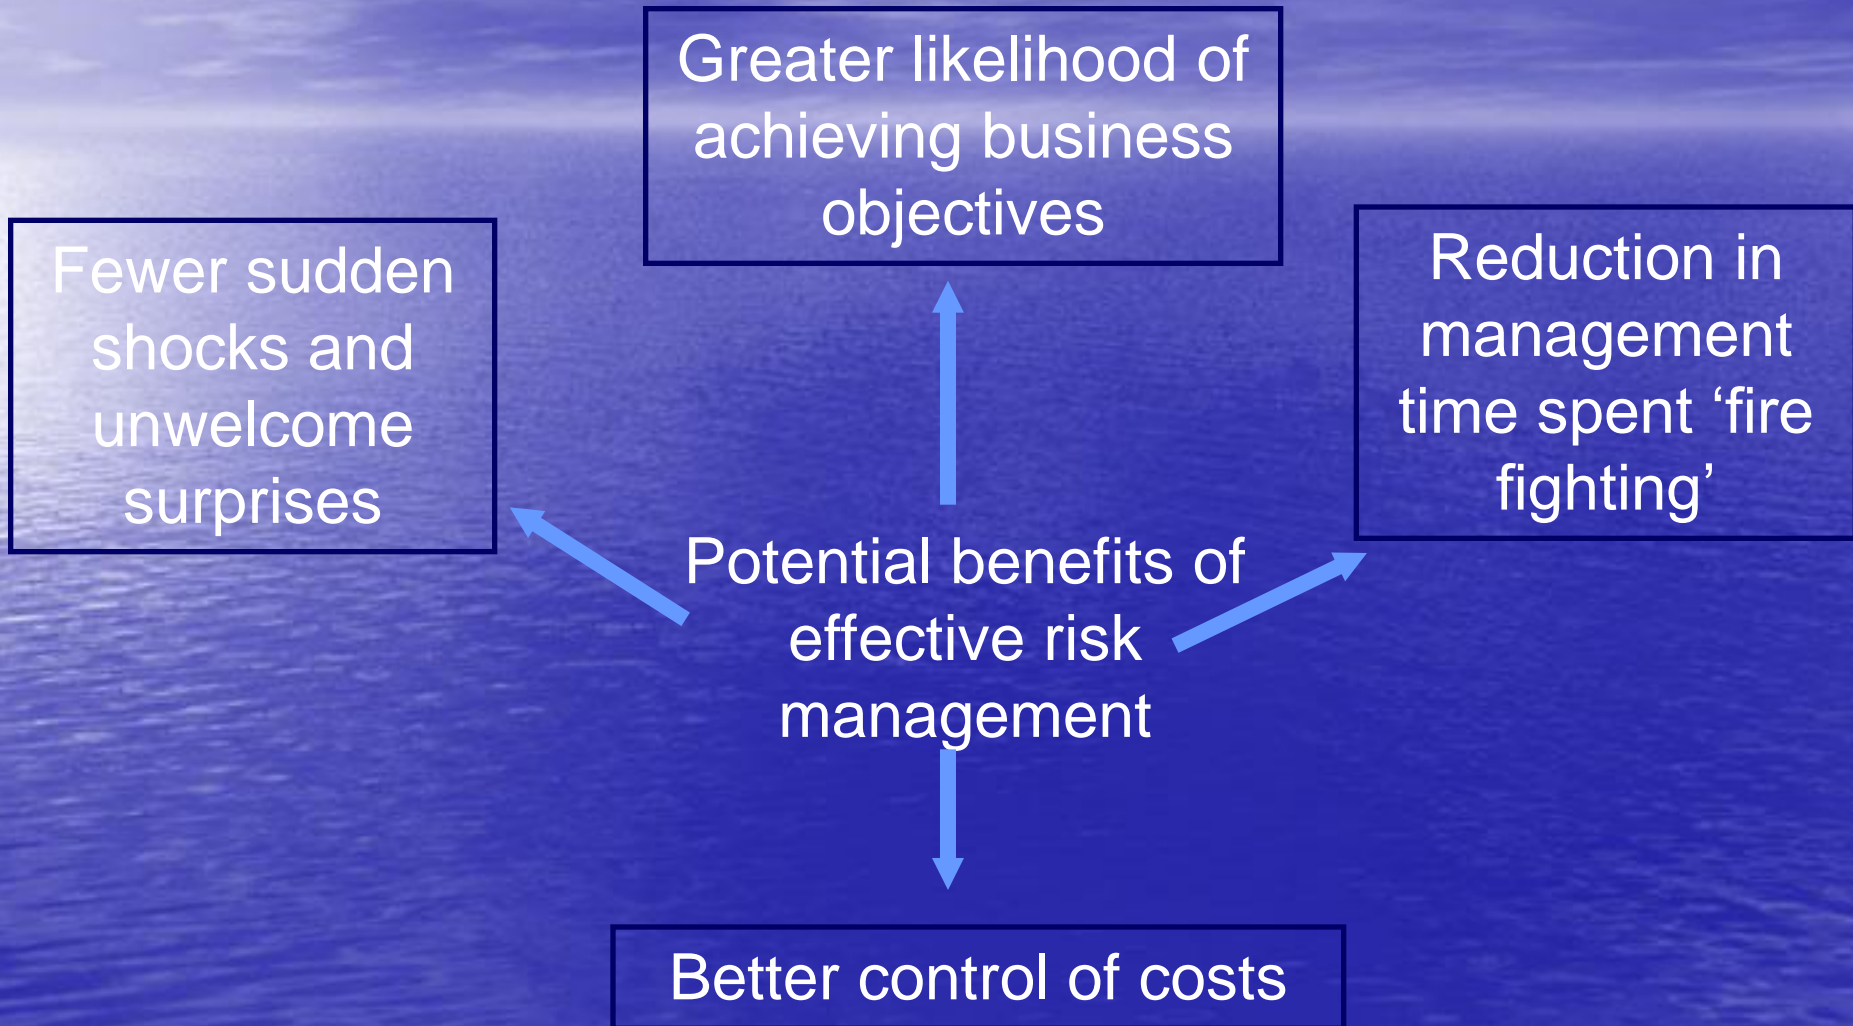 Greater likelihood of
achieving business
objectives
Fewer sudden
shocks and
unwelcome
surprises
Reduction in
management
time spent ‘fire
fighting’
Potential benefits of
effective risk
management
Better control of costs